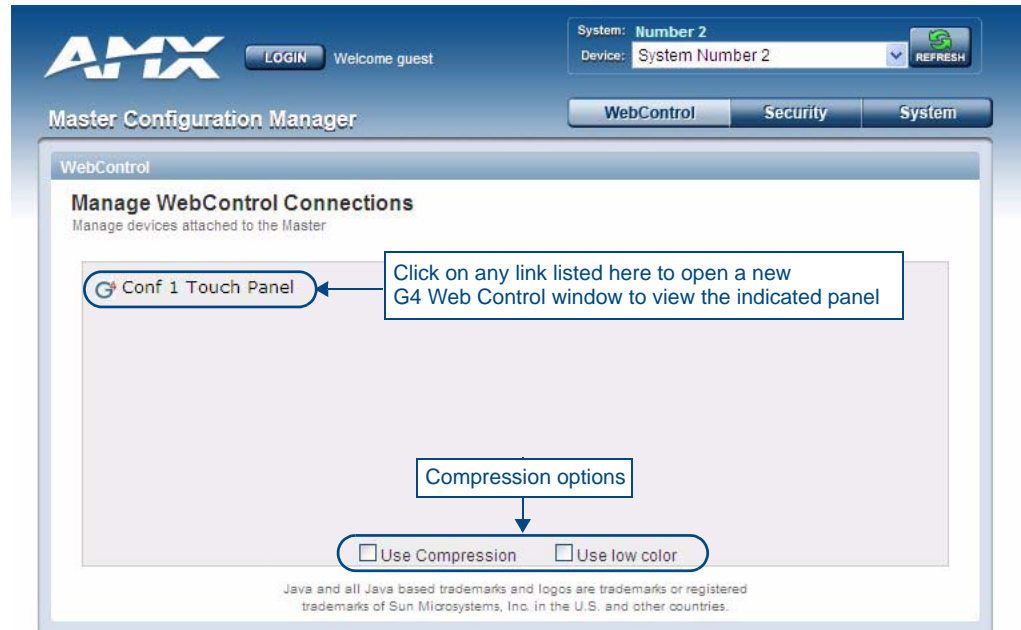 AMX
LOGIN Welcome guest
System: Number 2
Device: System Number 2
REFRESH
Master Configuration Manager
WebControl Security System
WebControl
Manage WebControl Connections
Manage devices attached to the Master
G4 Conf 1 Touch Panel
Click on any link listed here to open a new
G4 Web Control window to view the indicated panel
Compression options
Use Compression Use low color
Java and all Java based trademarks and logos are trademarks or registered
trademarks of Sun Microsystems, Inc. in the U.S. and other countries.